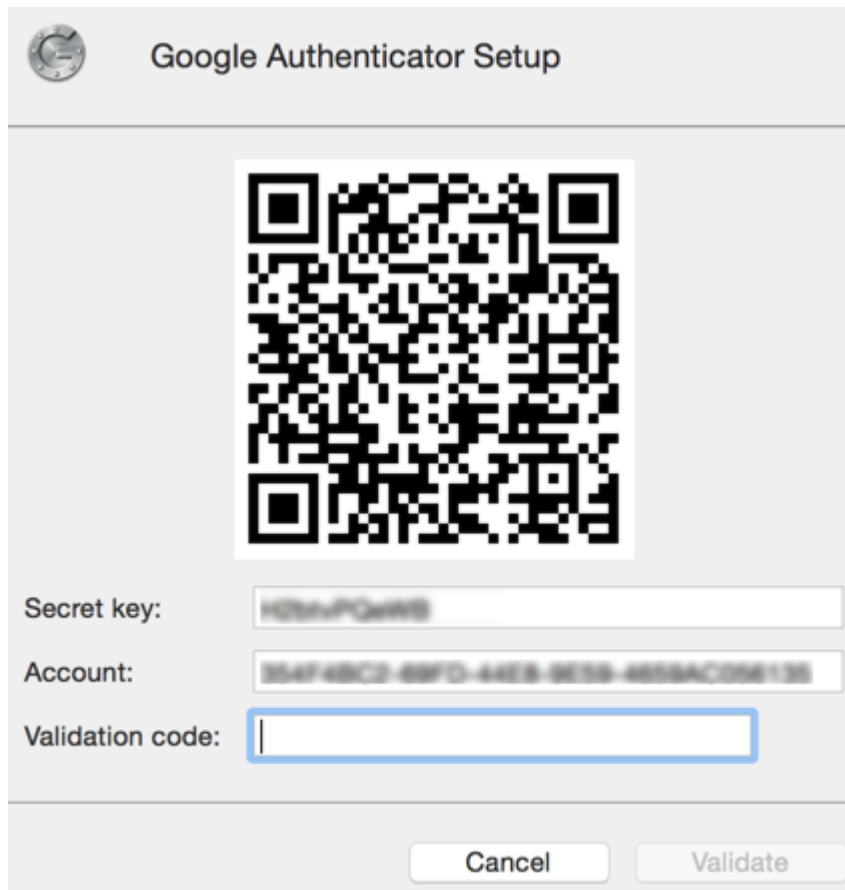 Google Authenticator Setup
Secret key:
Account:
Validation code:
Cancel
Validate